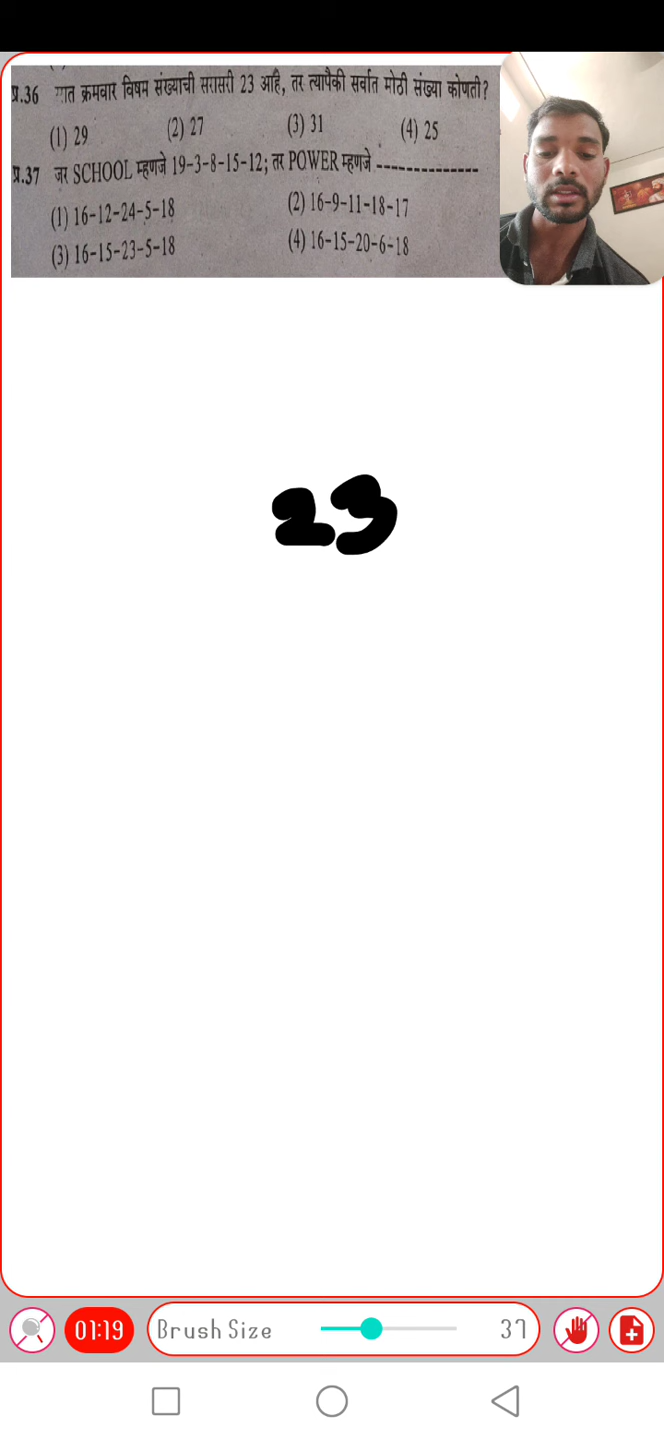 प्र.36 सात क्रमवार विषम संख्याची सरासरी 23 आहे, तर त्यापैकी सर्वात मोठी संख्या कोणती?
(1) 29 (2) 27 (3) 31 (4) 25
प्र.37 जर SCHOOL म्हणजे 19-3-8-15-12; तर POWER म्हणजे ---------------
(1) 16-12-24-5-18 (2) 16-9-11-18-17
(3) 16-15-23-5-18 (4) 16-15-20-6-18
23
01:19 Brush Size 37